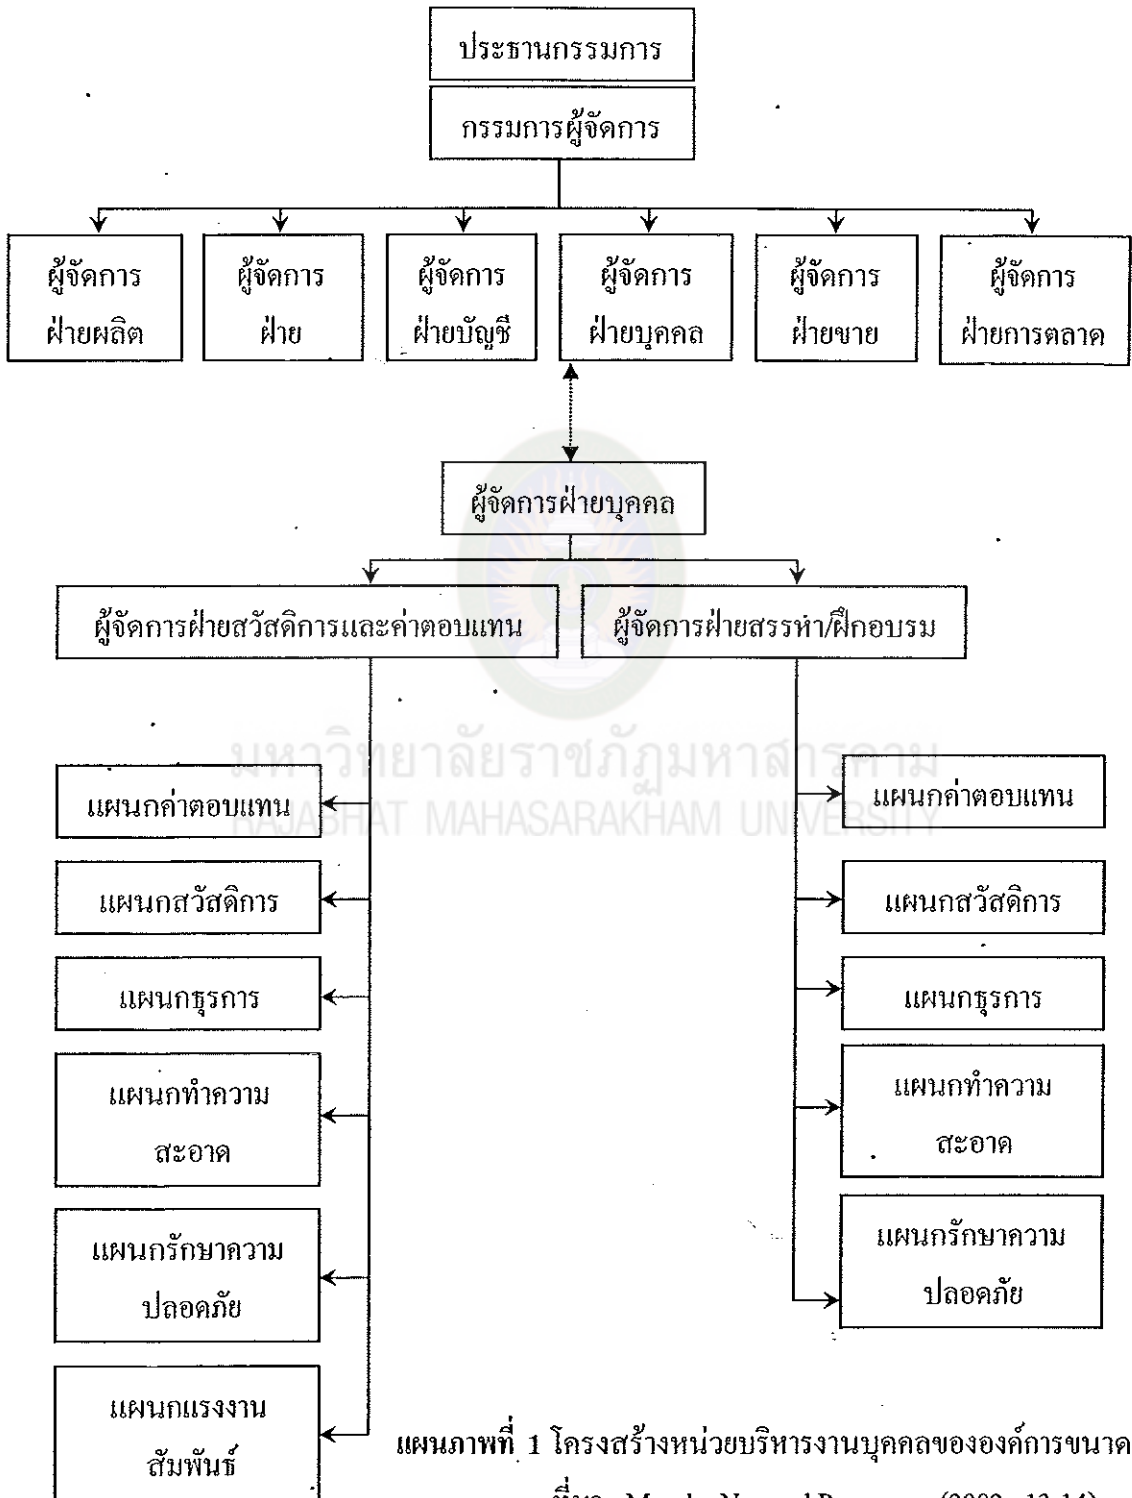 ประธานกรรมการ
กรรมการผู้จัดการ
ผู้จัดการ
ฝ่ายผลิต
ผู้จัดการ
ฝ่าย
ผู้จัดการ
ฝ่ายบัญชี
ผู้จัดการ
ฝ่ายบุคคล
ผู้จัดการ
ฝ่ายขาย
ผู้จัดการ
ฝ่ายการตลาด
ผู้จัดการฝ่ายบุคคล
ผู้จัดการฝ่ายสวัสดิการและค่าตอบแทน
ผู้จัดการฝ่ายสรรหา/ฝึกอบรม
มหาวิทยาลัยราชภัฏมหาสารคาม
RAJABHAT MAHASARAKHAM UNIVERSITY
แผนกค่าตอบแทน
แผนกสวัสดิการ
แผนกธุรการ
แผนกทำความ
สะอาด
แผนกรักษาความ
ปลอดภัย
แผนกแรงงาน
สัมพันธ์
แผนกค่าตอบแทน
แผนกสวัสดิการ
แผนกธุรการ
แผนกทำความ
สะอาด
แผนกรักษาความ
ปลอดภัย
แผนภาพที่ 1 โครงสร้างหน่วยบริหารงานบุคคลขององค์การขนาด